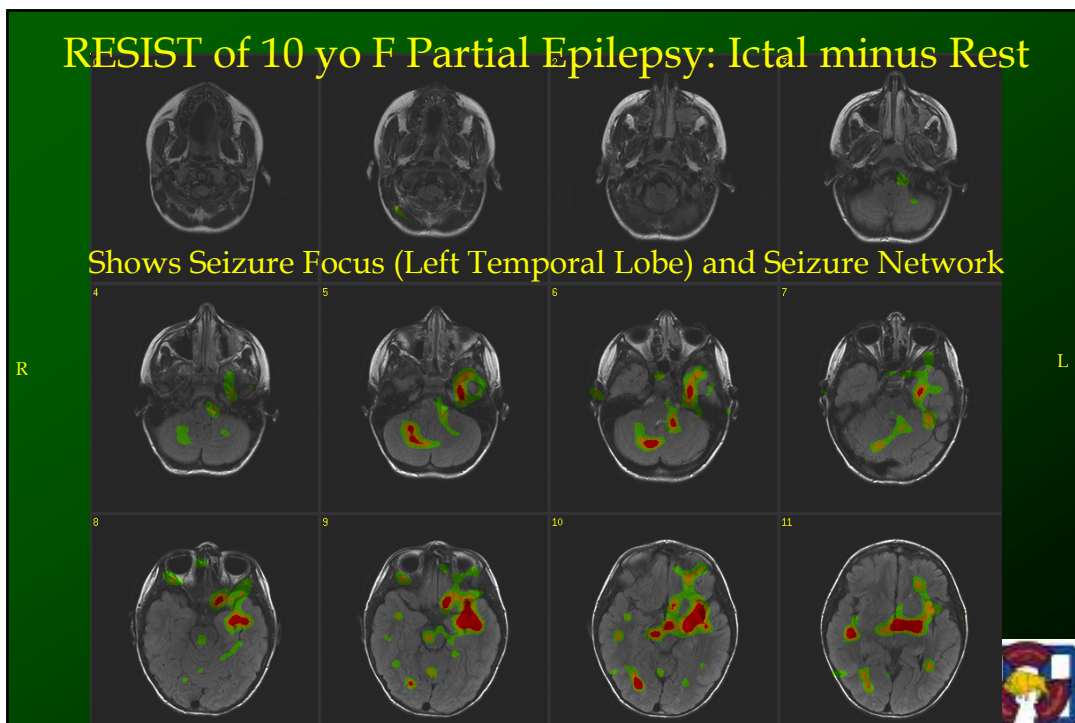 RESIST of 10 yo F Partial Epilepsy: Ictal minus Rest
2
Shows Seizure Focus (Left Temporal Lobe) and Seizure Network
4
5
6
7
R
L
8
9
10
11